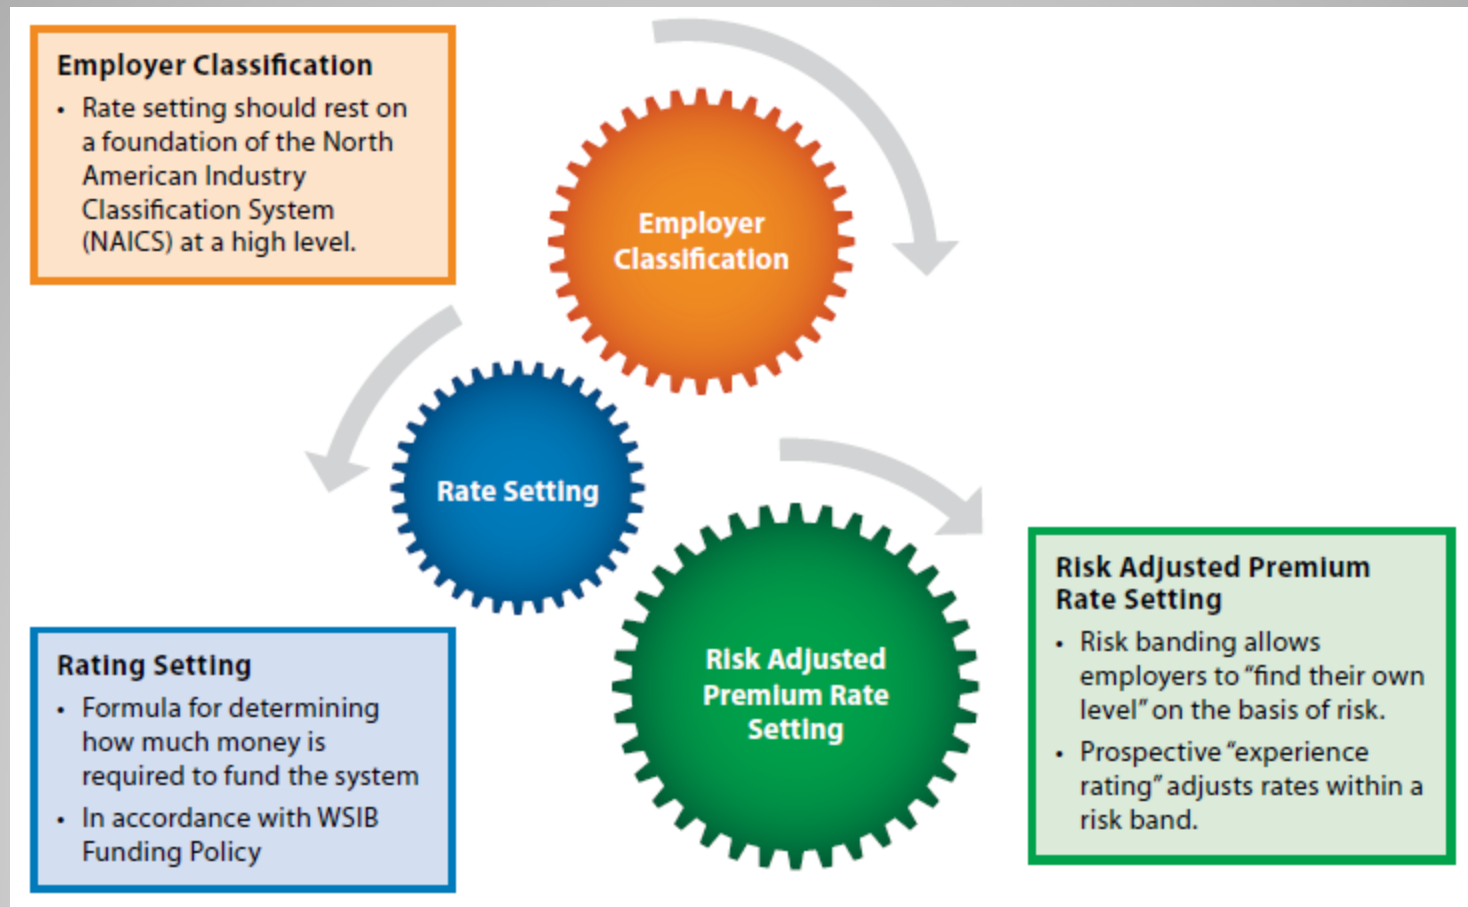 Employer Classification
• Rate setting should rest on
a foundation of the North
American Industry
Classification System
(NAICS) at a high level.
Employer
Classification
Rate Setting
Risk Adjusted
Premium Rate
Setting
Rating Setting
• Formula for determining
how much money is
required to fund the system
• In accordance with WSIB
Funding Policy
Risk Adjusted Premium
Rate Setting
• Risk banding allows
employers to “find their own
level” on the basis of risk.
• Prospective “experience
rating” adjusts rates within a
risk band.